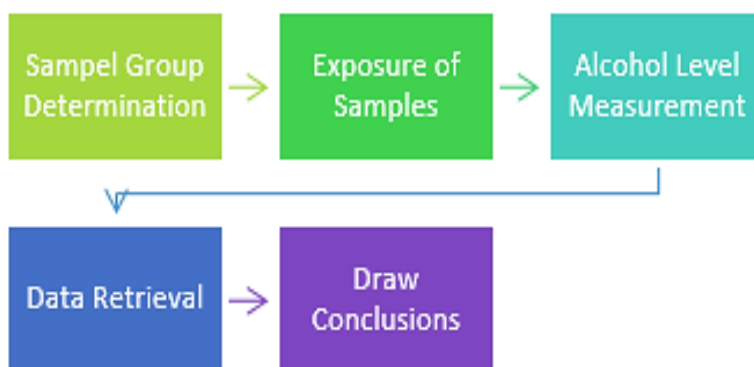 Sampel Group
Determination
Exposure of
Samples
Alcohol Level
Measurement
Data Retrieval
Draw
Conclusions